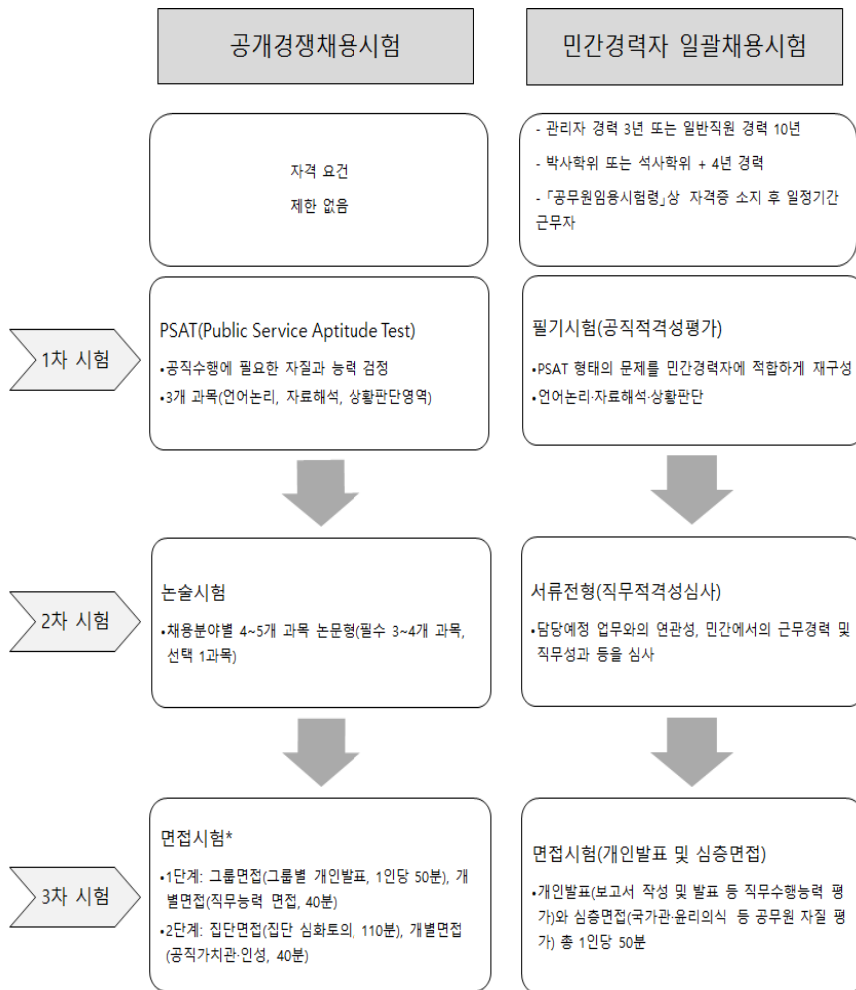 공개경쟁채용시험
민간경력자 일괄채용시험
자격 요건
제한 없음
- 관리자 경력 3년 또는 일반직원 경력 10년
- 박사학위 또는 석사학위 + 4년 경력
-「공무원임용시험령」상 자격증 소지 후 일정기간
근무자
1차 시험
PSAT(Public Service Aptitude Test)
•공직수행에 필요한 자질과 능력 검정
•3개 과목(언어논리, 자료해석, 상황판단영역)
필기시험(공직적격성평가)
•PSAT 형태의 문제를 민간경력자에 적합하게 재구성
•언어논리·자료해석·상황판단
2차 시험
논술시험
•채용분야별 4~5개 과목 논문형(필수 3~4개 과목,
선택 1과목)
서류전형(직무적격성심사)
•담당예정 업무와의 연관성, 민간에서의 근무경력 및
직무성과 등을 심사
3차 시험
면접시험*
•1단계: 그룹면접(그룹별 개인발표, 1인당 50분), 개
별면접(직무능력 면접, 40분)
•2단계: 집단면접(집단 심화토의, 110분), 개별면접
(공직가치관·인성, 40분)
면접시험(개인발표 및 심층면접)
•개인발표(보고서 작성 및 발표 등 직무수행능력 평
가)와 심층면접(국가관·윤리의식 등 공무원 자질 평
가) 총 1인당 50분